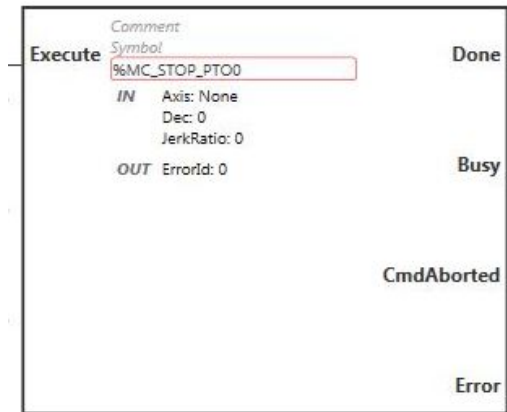 Comment
Symbol
Execute
Done
%MC_STOP_PTO0
IN Axis: None
Dec: 0
JerkRatio: 0
OUT ErrorId: 0
Busy
CmdAborted
Error